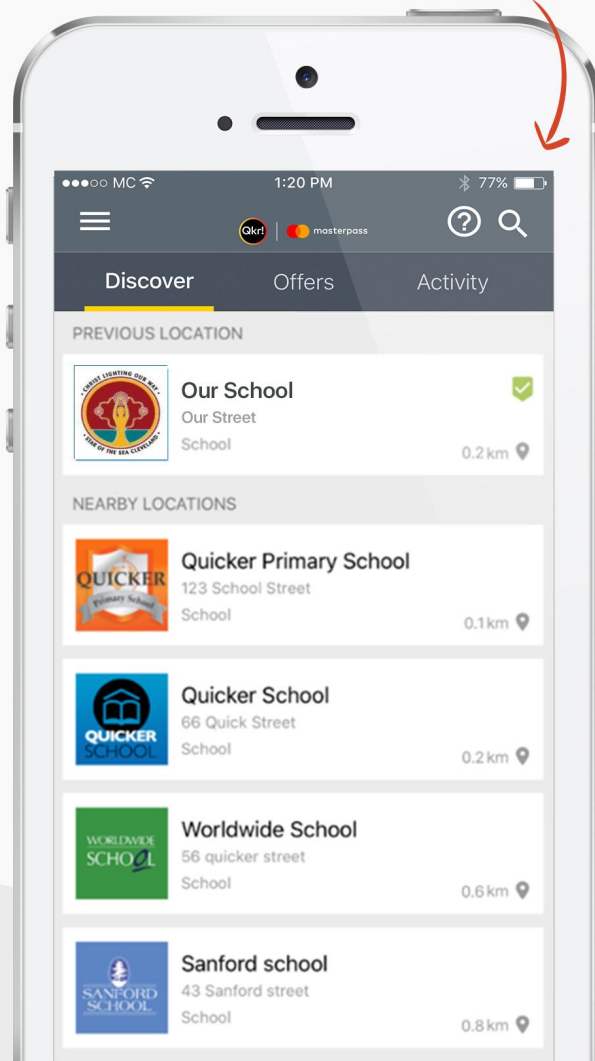 MC
1:20 PM
77%
Qkr!
masterpass
Discover
Offers
Activity
PREVIOUS LOCATION
CHRIST LIGHTING OUR WAY
STAR OF THE SEA CLEVELAND
Our School
Our Street
School
0.2 km
NEARBY LOCATIONS
QUICKER
Primary School
Quicker Primary School
123 School Street
School
0.1 km
QUICKER
SCHOOL
Quicker School
66 Quick Street
School
0.2 km
WORLDWIDE
SCHOOL
Worldwide School
56 quicker street
School
0.6 km
SANFORD
SCHOOL
Sanford school
43 Sanford street
School
0.8 km